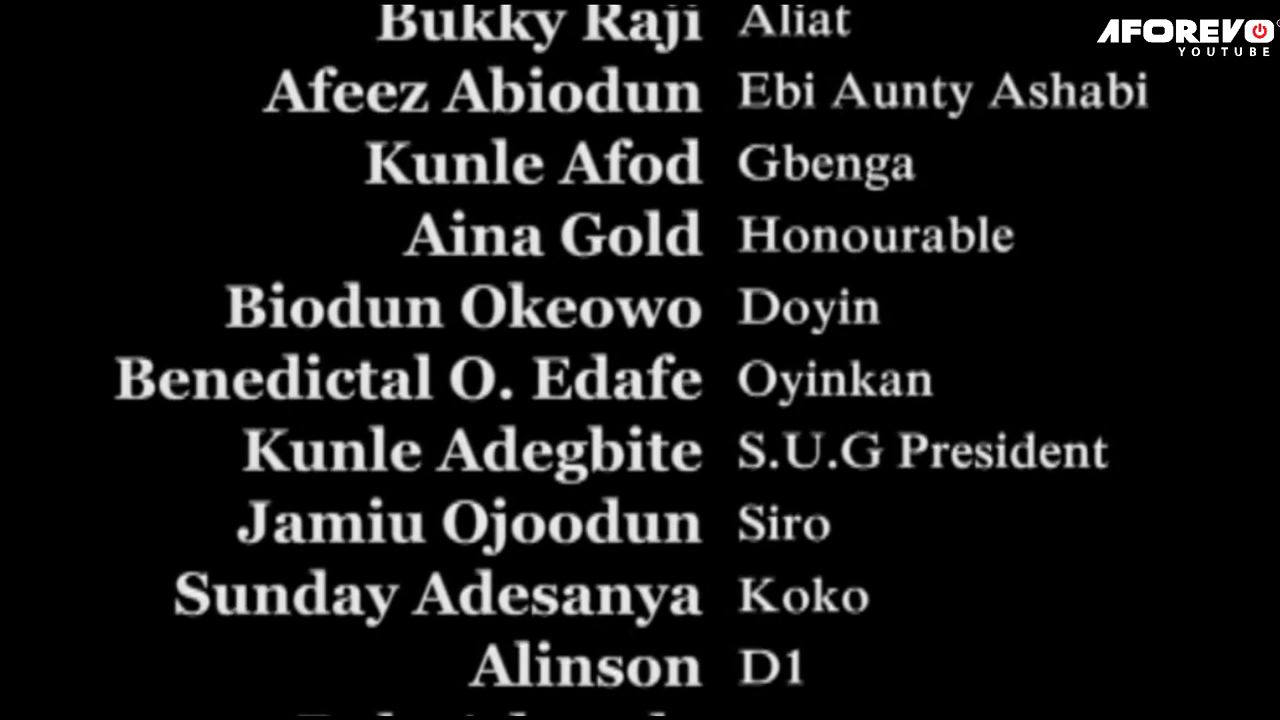 Bukky Raji Aliat
AFOREVO
YOUTUBE
Afeez Abiodun Ebi Aunty Ashabi
Kunle Afod Gbenga
Aina Gold Honourable
Biodun Okeowo Doyin
Benedictal O. Edafe Oyinkan
Kunle Adegbite S.U.G President
Jamiu Ojoodun Siro
Sunday Adesanya Koko
Alinson D1